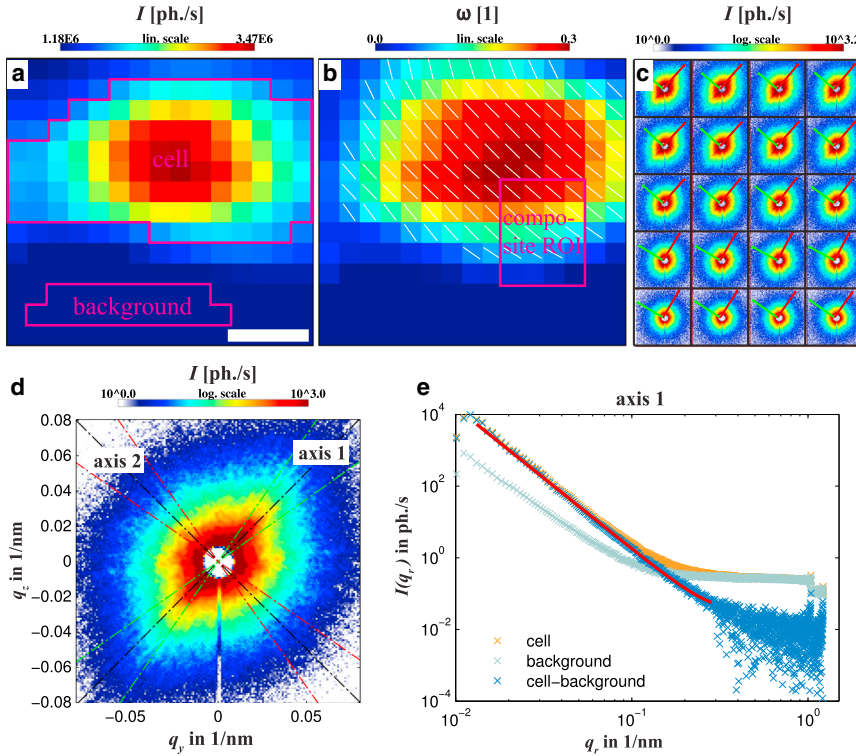 I [ph./s]
1.18E6 lin. scale 3.47E6
a
cell
background
ω [1]
0.0 lin. scale 0.3
b
compo-
site ROI
I [ph./s]
10^0.0 log. scale 10^3.2
c
d
I [ph./s]
10^0.0 log. scale 10^3.0
axis 2
axis 1
0.08
0.06
0.04
0.02
0
−0.02
−0.04
−0.06
−0.08
q_z in 1/nm
−0.05 0 0.05
q_y in 1/nm
e
axis 1
10^4
10^2
10^0
10^−2
10^−4
I(q_r) in ph./s
cell
background
cell−background
10^−2 10^−1 10^0
q_r in 1/nm